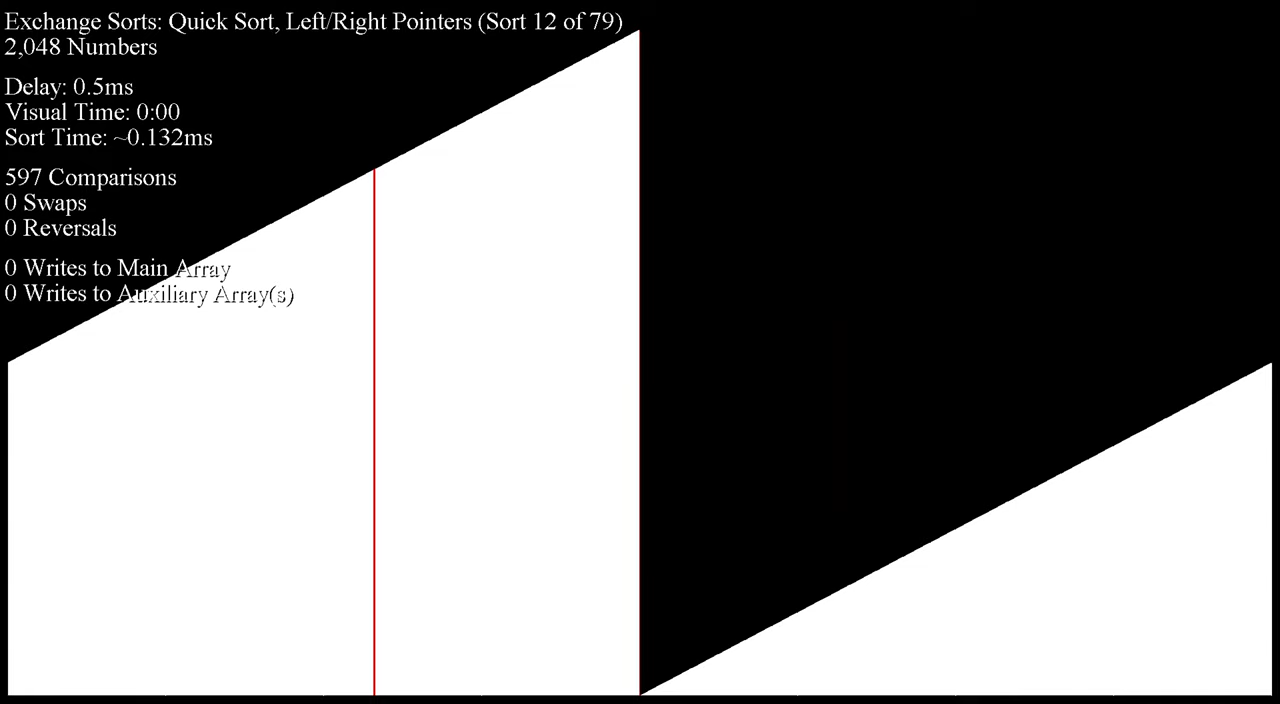 Exchange Sorts: Quick Sort, Left/Right Pointers (Sort 12 of 79)
2,048 Numbers
Delay: 0.5ms
Visual Time: 0:00
Sort Time: ~0.132ms
597 Comparisons
0 Swaps
0 Reversals
0 Writes to Main Array
0 Writes to Auxiliary Array(s)